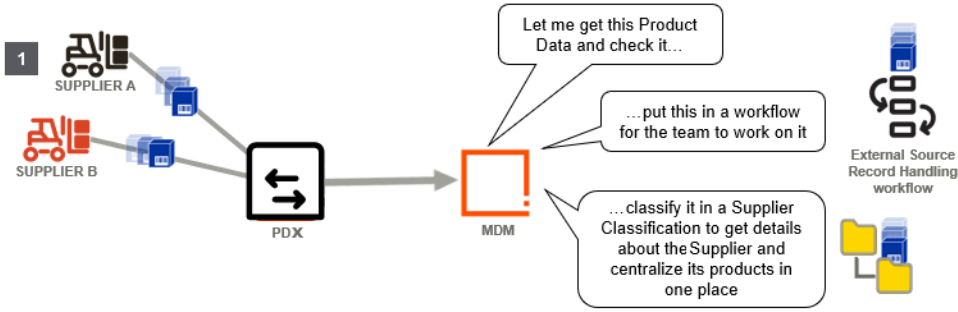 1
SUPPLIER A
SUPPLIER B
PDX
MDM
Let me get this Product
Data and check it…
…put this in a workflow
for the team to work on it
…classify it in a Supplier
Classification to get details
about the Supplier and
centralize its products in
one place
External Source
Record Handling
workflow